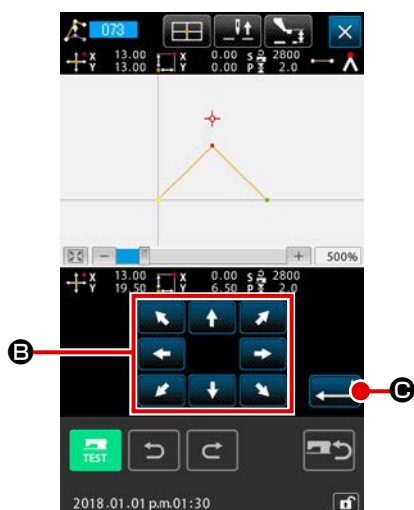 073
X 13.00 X 0.00 S 2800
Y 13.00 Y 0.00 P 2.0
500%
X 13.00 X 0.00 S 2800
Y 19.50 Y 6.50 P 2.0
B
C
TEST
2018.01.01 p.m.01:30